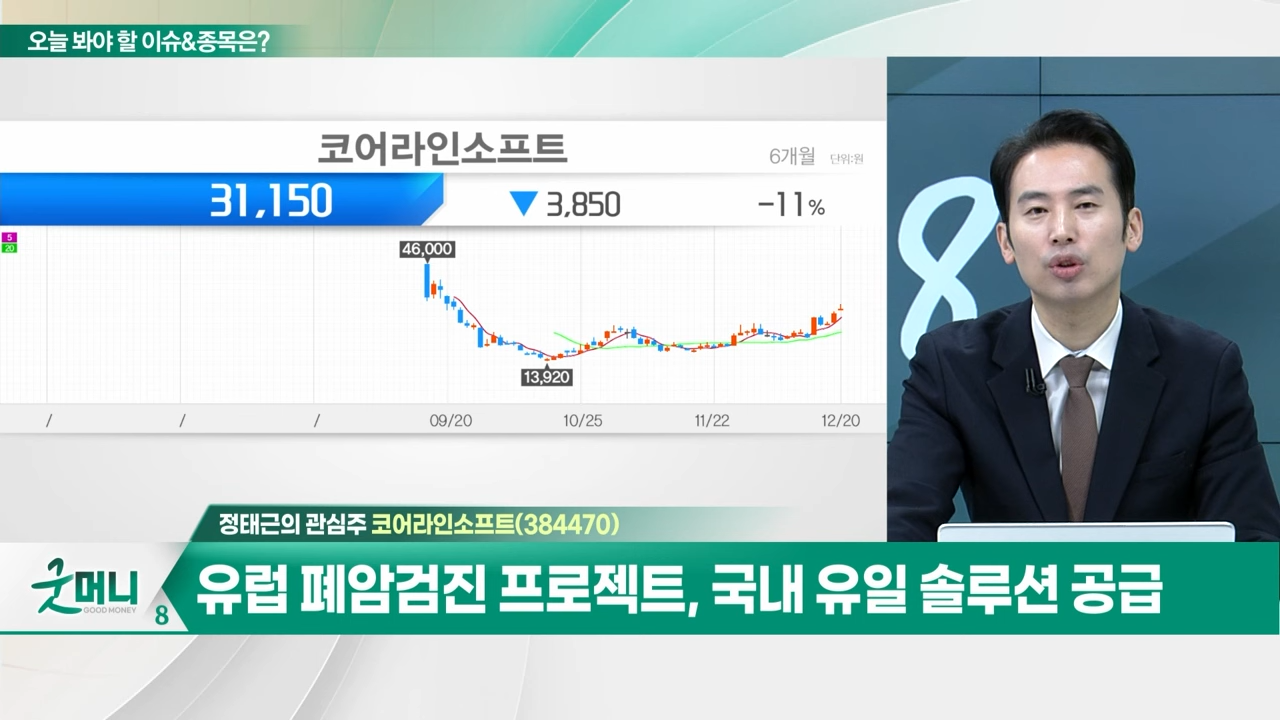 오늘 봐야 할 이슈&종목은?
코어라인소프트
6개월 단위:원
31,150 ▼ 3,850 -11%
5
20
46,000
13,920
/ / / 09/20 10/25 11/22 12/20
8
정태근의 관심주 코어라인소프트(384470)
굿머니
GOOD MONEY
8
유럽 폐암검진 프로젝트, 국내 유일 솔루션 공급